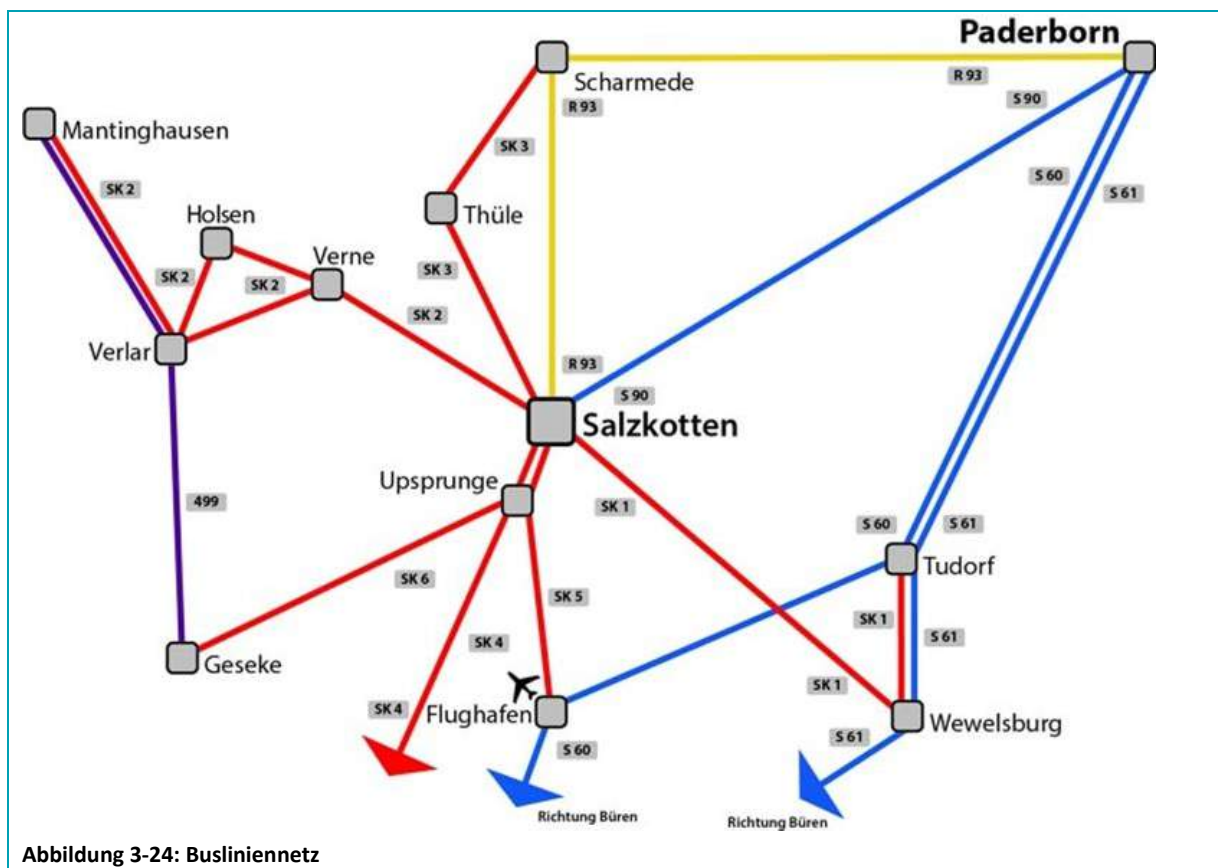 Paderborn
Scharmede
R 93
R 93
S 90
Mantinghausen
SK 3
SK 2
S 60
S 61
Holsen
Thüle
Verne
SK 2
SK 2
SK 3
SK 2
Verlar
R 93
S 90
Salzkotten
Upsprunge
499
SK 1
S 60
S 61
Tudorf
SK 6
SK 5
SK 1
S 61
SK 4
Geseke
SK 1
SK 4
Flughafen
Wewelsburg
S 60
S 61
Richtung Büren
Richtung Büren
Abbildung 3-24: Busliniennetz